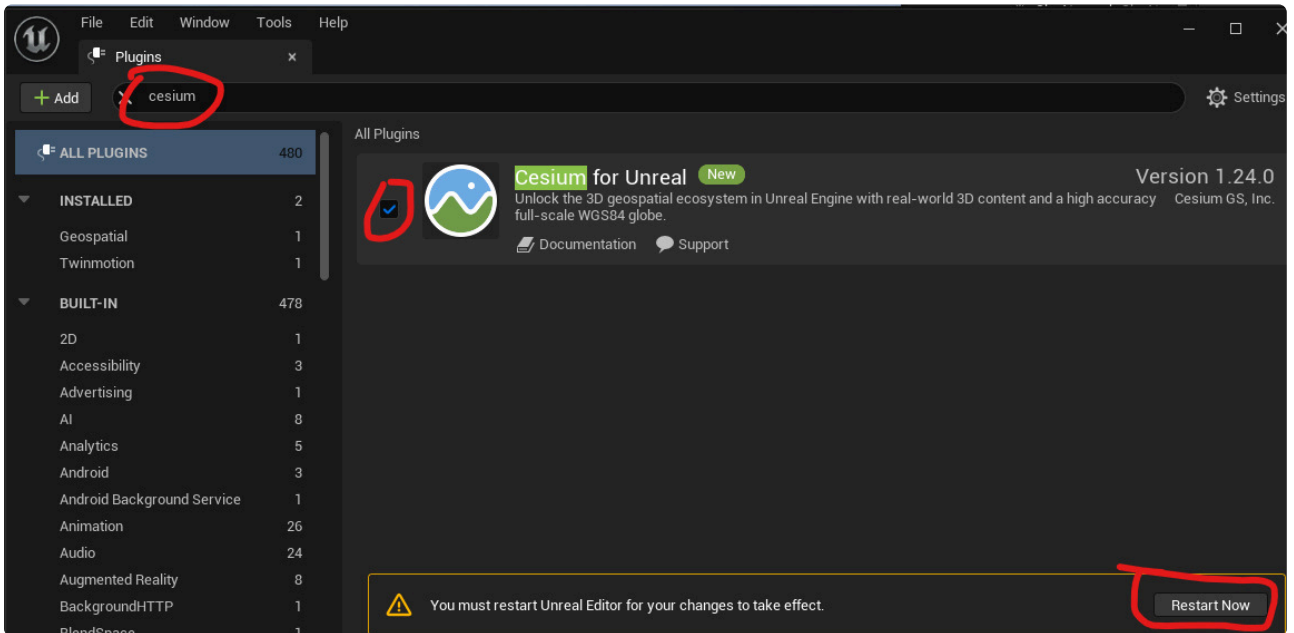 File Edit Window Tools Help
Plugins
Add
cesium
Settings
ALL PLUGINS 480
INSTALLED 2
Geospatial 1
Twinmotion 1
BUILT-IN 478
2D 1
Accessibility 3
Advertising 1
AI 8
Analytics 5
Android 3
Android Background Service 1
Animation 26
Audio 24
Augmented Reality 8
BackgroundHTTP 1
BlendSpace 1
All Plugins
Cesium for Unreal New Version 1.24.0
Unlock the 3D geospatial ecosystem in Unreal Engine with real-world 3D content and a high accuracy Cesium GS, Inc.
full-scale WGS84 globe.
Documentation Support
You must restart Unreal Editor for your changes to take effect. Restart Now